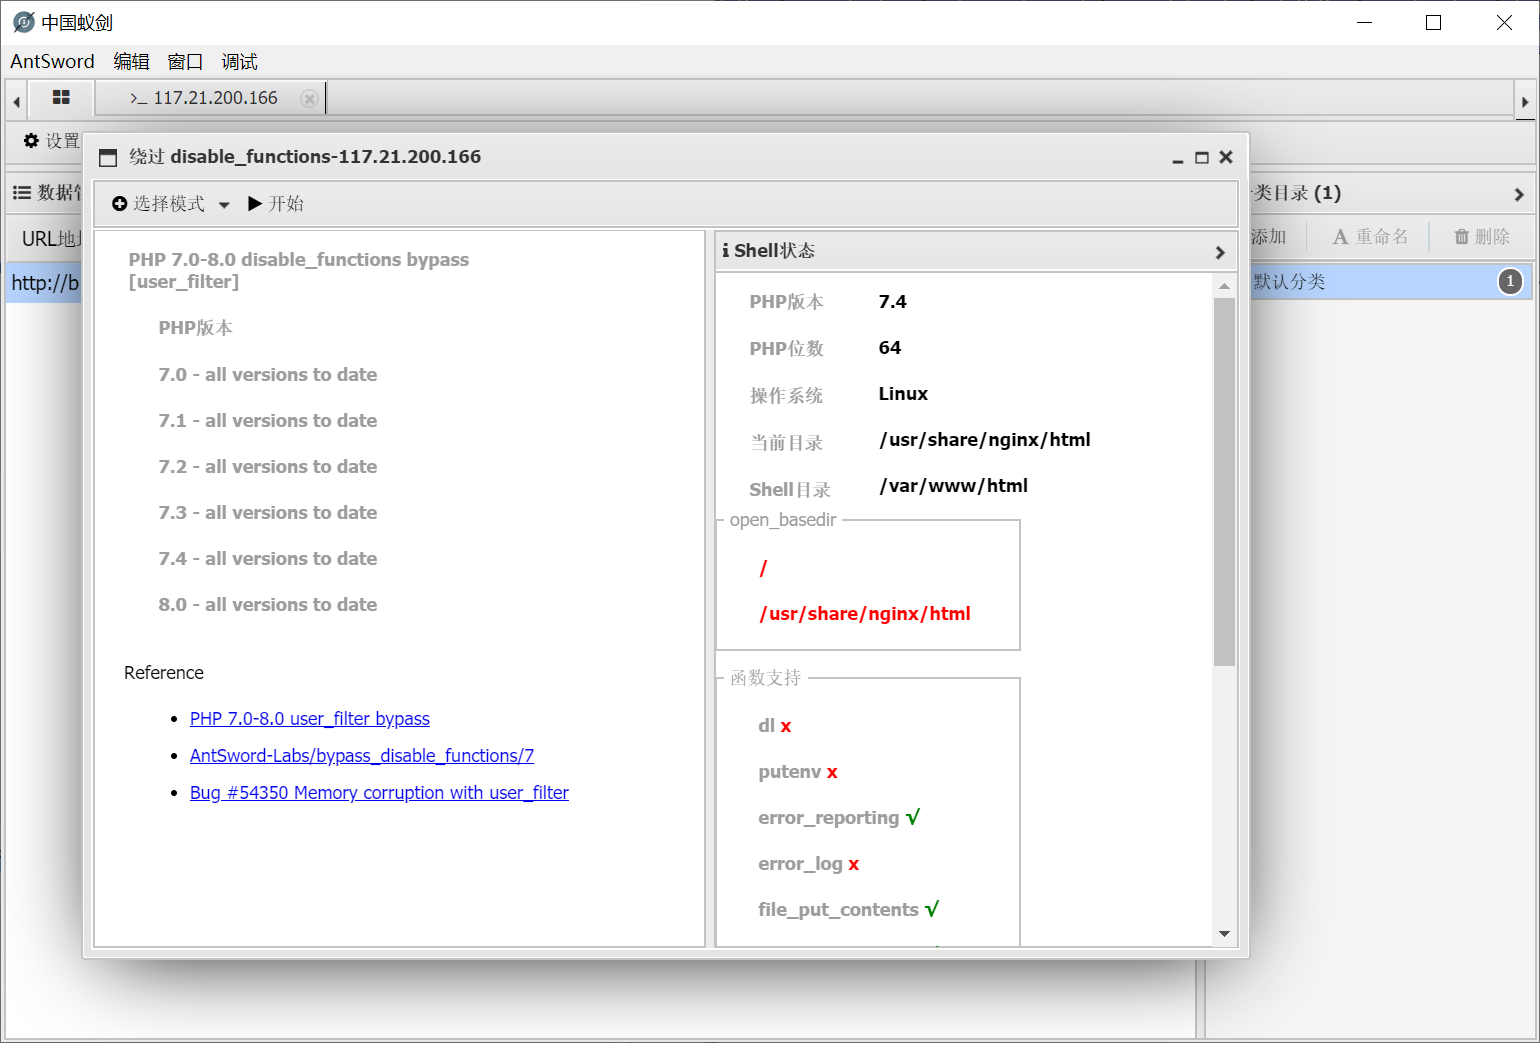 中国蚁剑
AntSword 编辑 窗口 调试
>_ 117.21.200.166
设置
绕过 disable_functions-117.21.200.166
选择模式 开始
数据
URL地
http://b
PHP 7.0-8.0 disable_functions bypass
[user_filter]
PHP版本
7.0 - all versions to date
7.1 - all versions to date
7.2 - all versions to date
7.3 - all versions to date
7.4 - all versions to date
8.0 - all versions to date
Reference
PHP 7.0-8.0 user_filter bypass
AntSword-Labs/bypass_disable_functions/7
Bug #54350 Memory corruption with user_filter
Shell状态
PHP版本 7.4
PHP位数 64
操作系统 Linux
当前目录 /usr/share/nginx/html
Shell目录 /var/www/html
open_basedir
/
/usr/share/nginx/html
函数支持
dl x
putenv x
error_reporting √
error_log x
file_put_contents √
类目录 (1)
添加 重命名 删除
默认分类 1